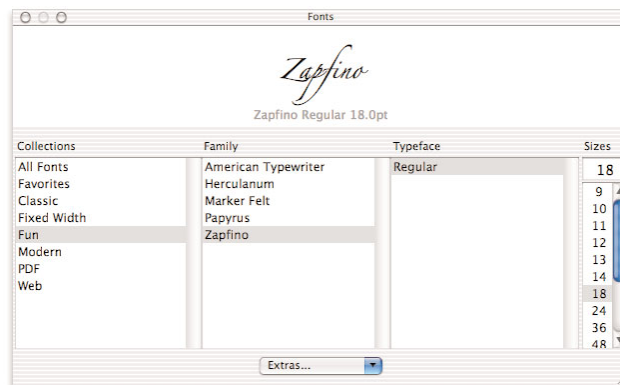 Fonts
Zapfino
Zapfino Regular 18.0pt
Collections
All Fonts
Favorites
Classic
Fixed Width
Fun
Modern
PDF
Web
Family
American Typewriter
Herculanum
Marker Felt
Papyrus
Zapfino
Typeface
Regular
Sizes
18
9
10
11
12
13
14
18
24
36
48
Extras...